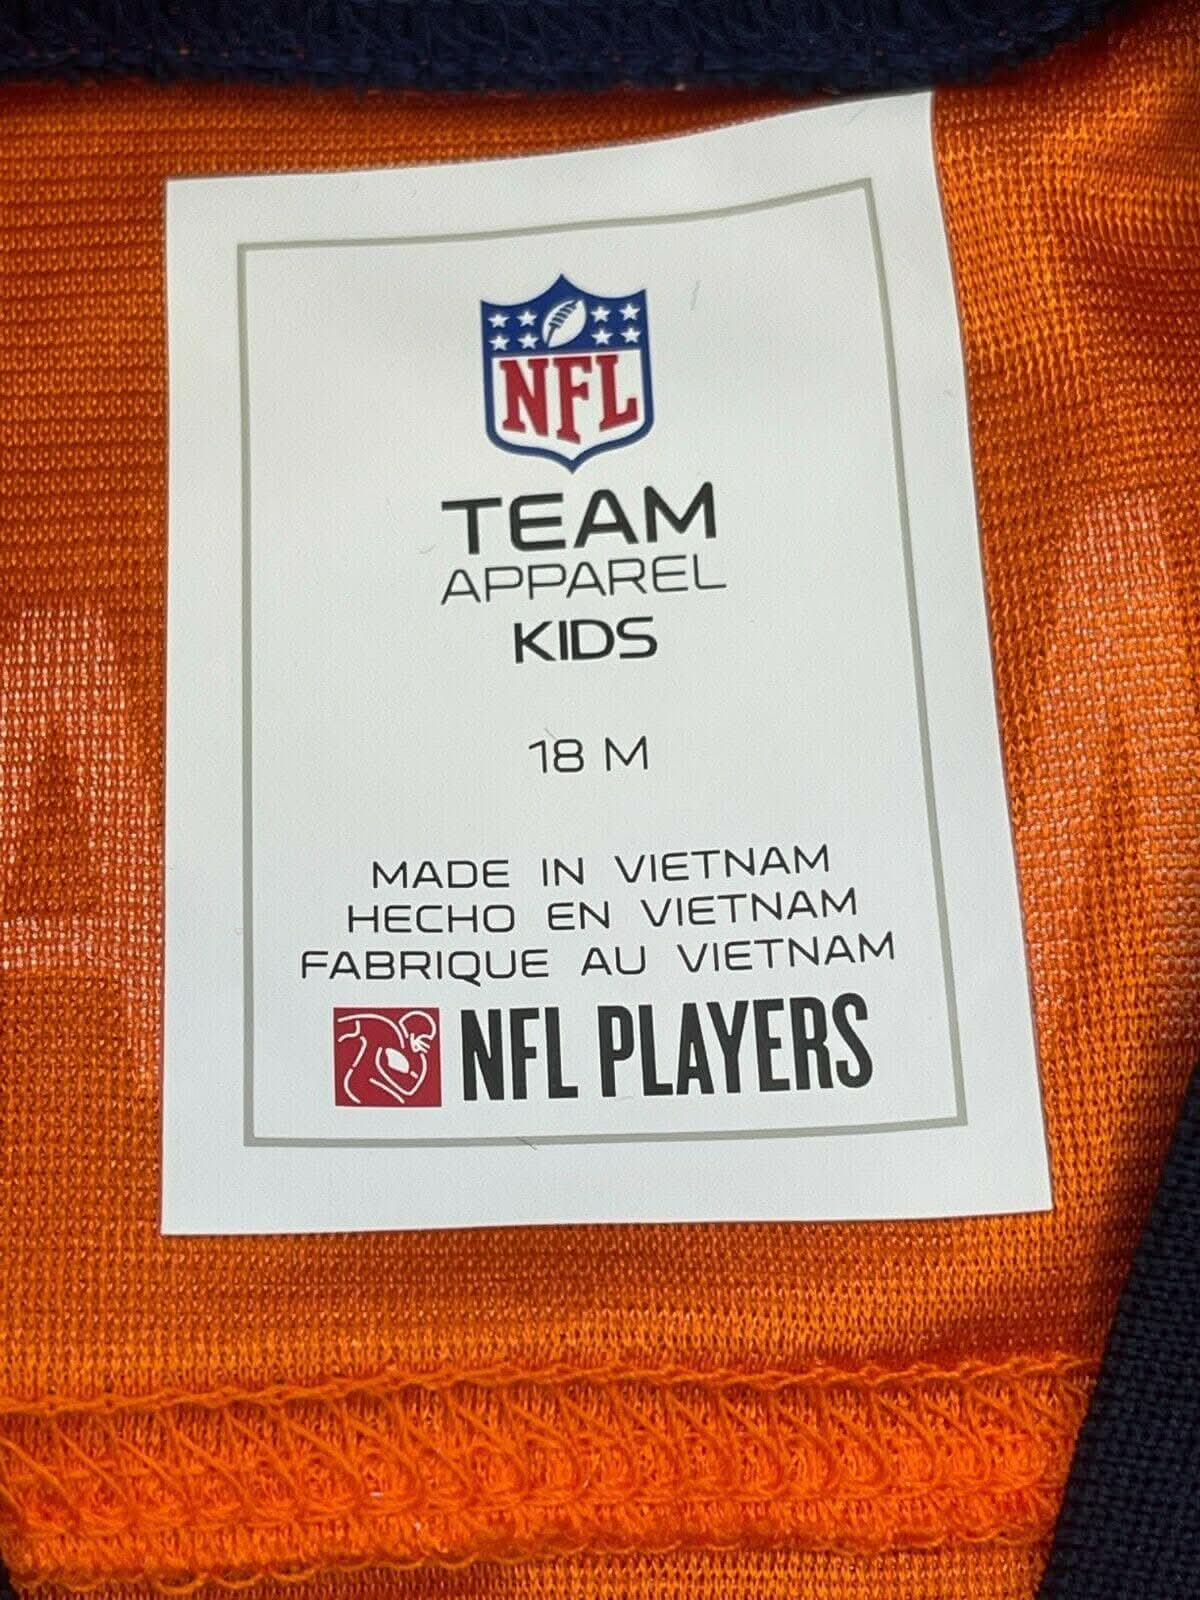 NFL
TEAM
APPAREL
KIDS
18 M
MADE IN VIETNAM
HECHO EN VIETNAM
FABRIQUE AU VIETNAM
NFL PLAYERS